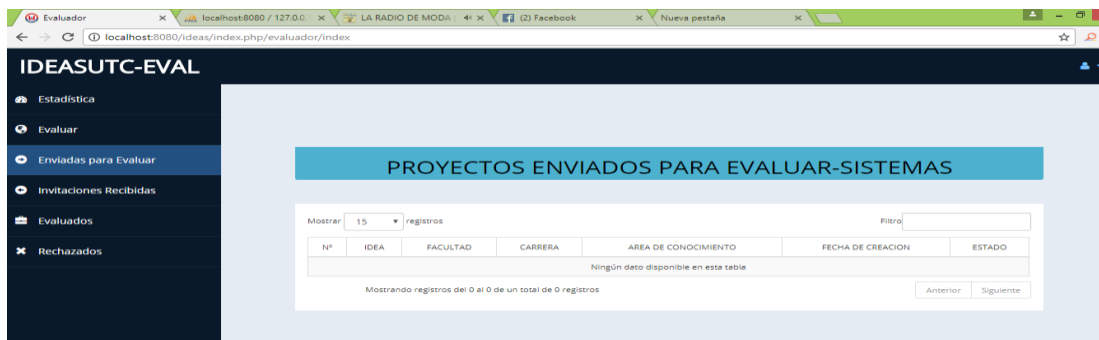 Evaluador
localhost:8080 / 127.0.0.
LA RADIO DE MODA
(2) Facebook
Nueva pestaña
localhost:8080/ideas/index.php/evaluador/index
IDEASUTC-EVAL
Estadística
Evaluar
Enviadas para Evaluar
Invitaciones Recibidas
Evaluados
Rechazados
PROYECTOS ENVIADOS PARA EVALUAR-SISTEMAS
Mostrar 15 registros
Filtro
Nº IDEA FACULTAD CARRERA AREA DE CONOCIMIENTO FECHA DE CREACION ESTADO
Ningún dato disponible en esta tabla
Mostrando registros del 0 al 0 de un total de 0 registros
Anterior Siguiente